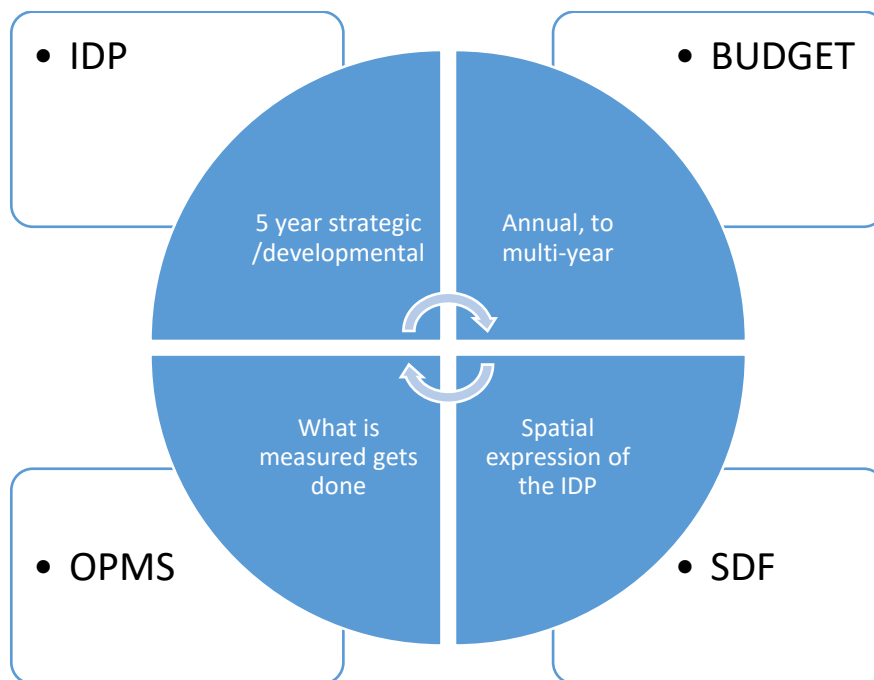 • IDP
• BUDGET
5 year strategic
/developmental
Annual, to
multi-year
What is
measured gets
done
Spatial
expression of
the IDP
• OPMS
• SDF